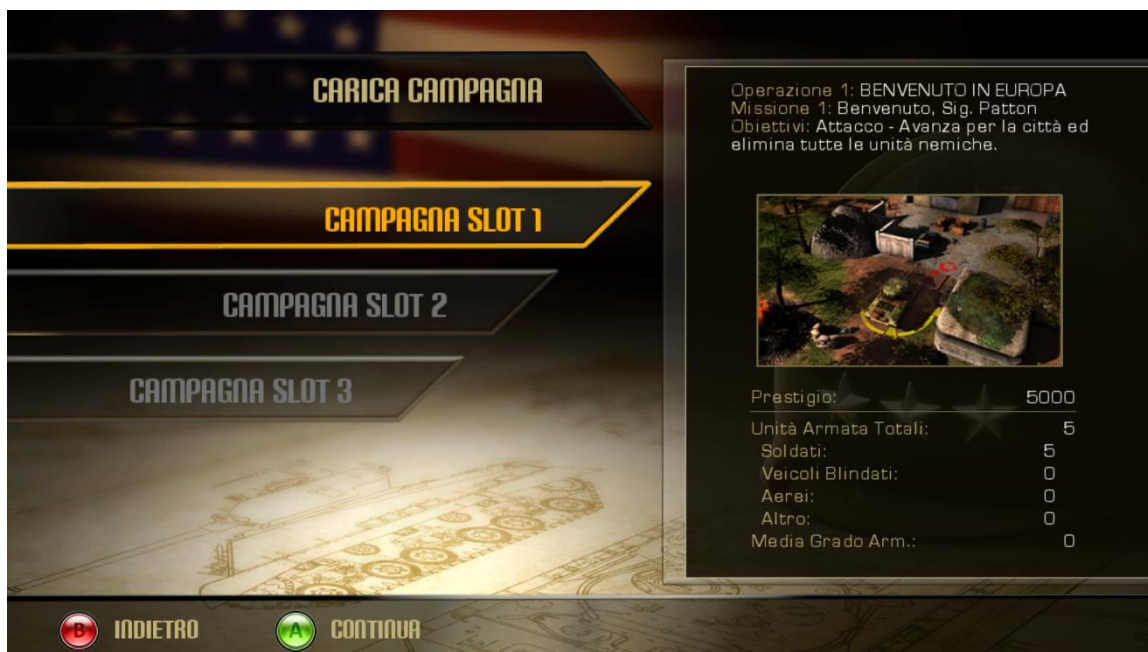 CARICA CAMPAGNA
CAMPAGNA SLOT 1
CAMPAGNA SLOT 2
CAMPAGNA SLOT 3
Operazione 1: BENVENUTO IN EUROPA
Missione 1: Benvenuto, Sig. Patton
Obiettivi: Attacco - Avanza per la città ed
elimina tutte le unità nemiche.
Prestigio: 5000
Unità Armata Totali: 5
Soldati: 5
Veicoli Blindati: 0
Aerei: 0
Altro: 0
Media Grado Arm.: 0
B INDIETRO A CONTINUA